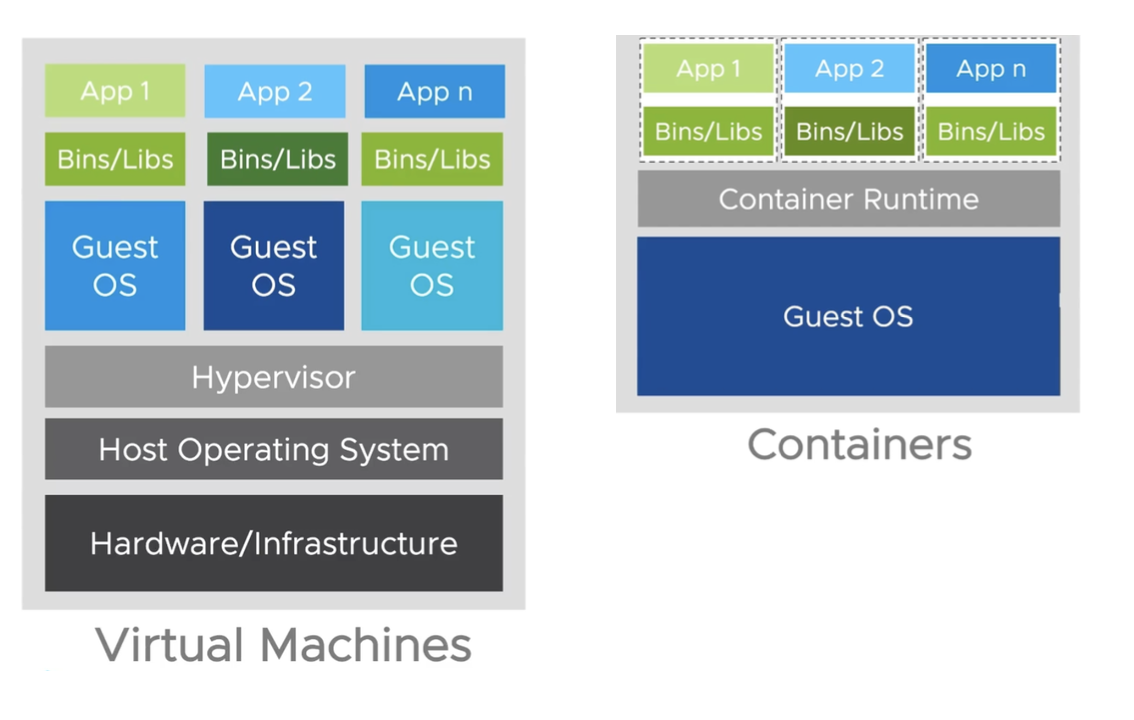 App 1
App 2
App n
Bins/Libs
Bins/Libs
Bins/Libs
Guest
OS
Guest
OS
Guest
OS
Hypervisor
Host Operating System
Hardware/Infrastructure
Virtual Machines
App 1
App 2
App n
Bins/Libs
Bins/Libs
Bins/Libs
Container Runtime
Guest OS
Containers